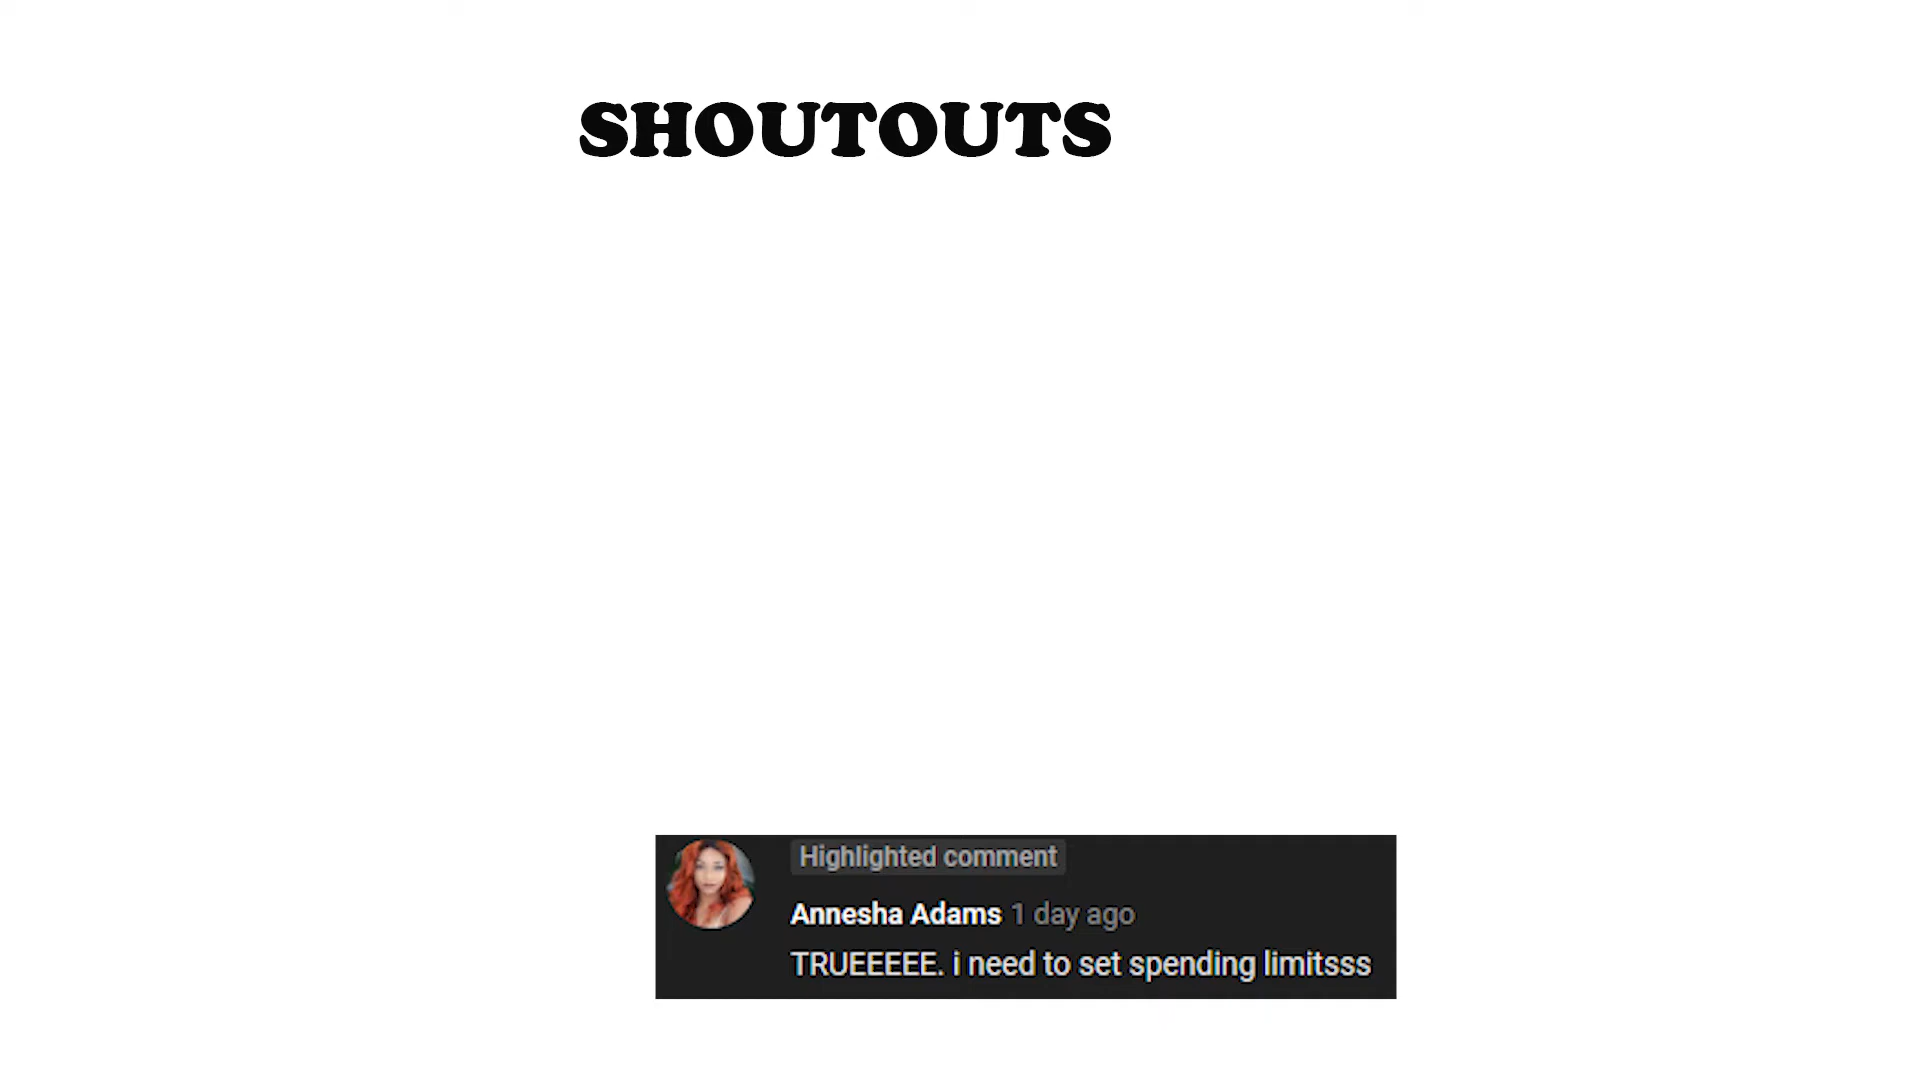 SHOUTOUTS
Highlighted comment
Annesha Adams 1 day ago
TRUEEEEE. i need to set spending limitsss